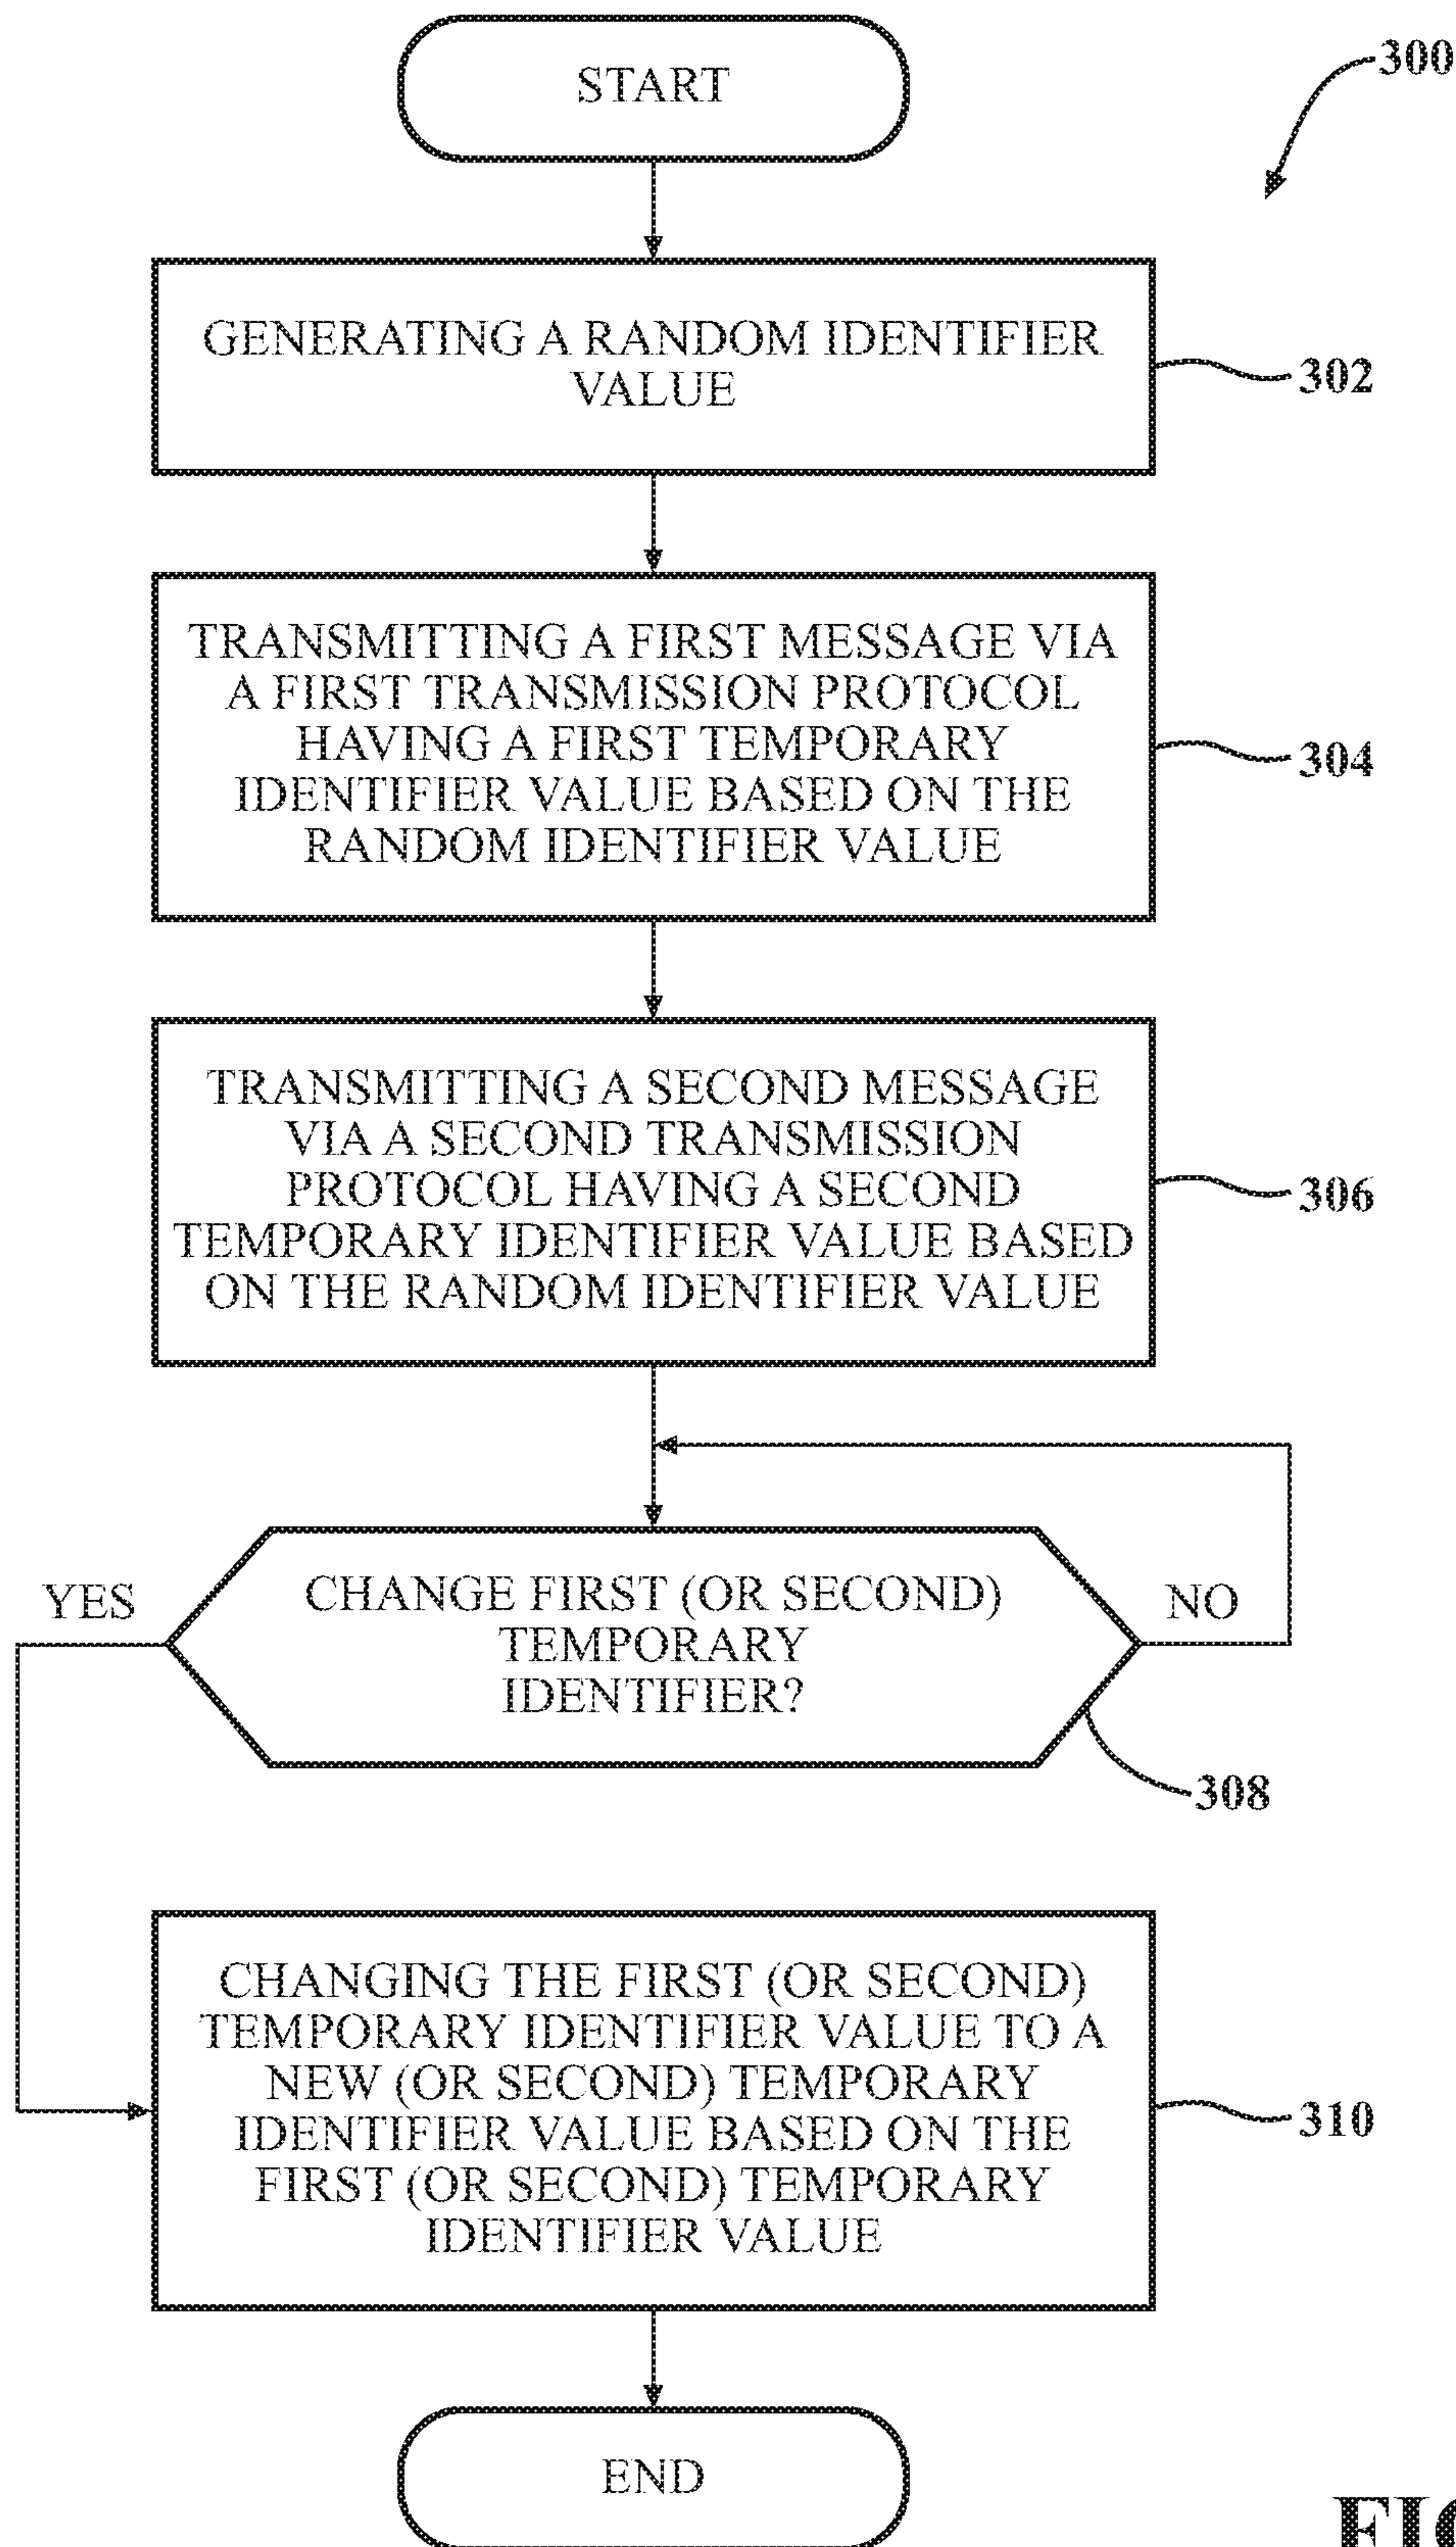 START
300
GENERATING A RANDOM IDENTIFIER
VALUE
302
TRANSMITTING A FIRST MESSAGE VIA
A FIRST TRANSMISSION PROTOCOL
HAVING A FIRST TEMPORARY
IDENTIFIER VALUE BASED ON THE
RANDOM IDENTIFIER VALUE
304
TRANSMITTING A SECOND MESSAGE
VIA A SECOND TRANSMISSION
PROTOCOL HAVING A SECOND
TEMPORARY IDENTIFIER VALUE BASED
ON THE RANDOM IDENTIFIER VALUE
306
YES
CHANGE FIRST (OR SECOND)
TEMPORARY
IDENTIFIER?
NO
308
CHANGING THE FIRST (OR SECOND)
TEMPORARY IDENTIFIER VALUE TO A
NEW (OR SECOND) TEMPORARY
IDENTIFIER VALUE BASED ON THE
FIRST (OR SECOND) TEMPORARY
IDENTIFIER VALUE
310
END